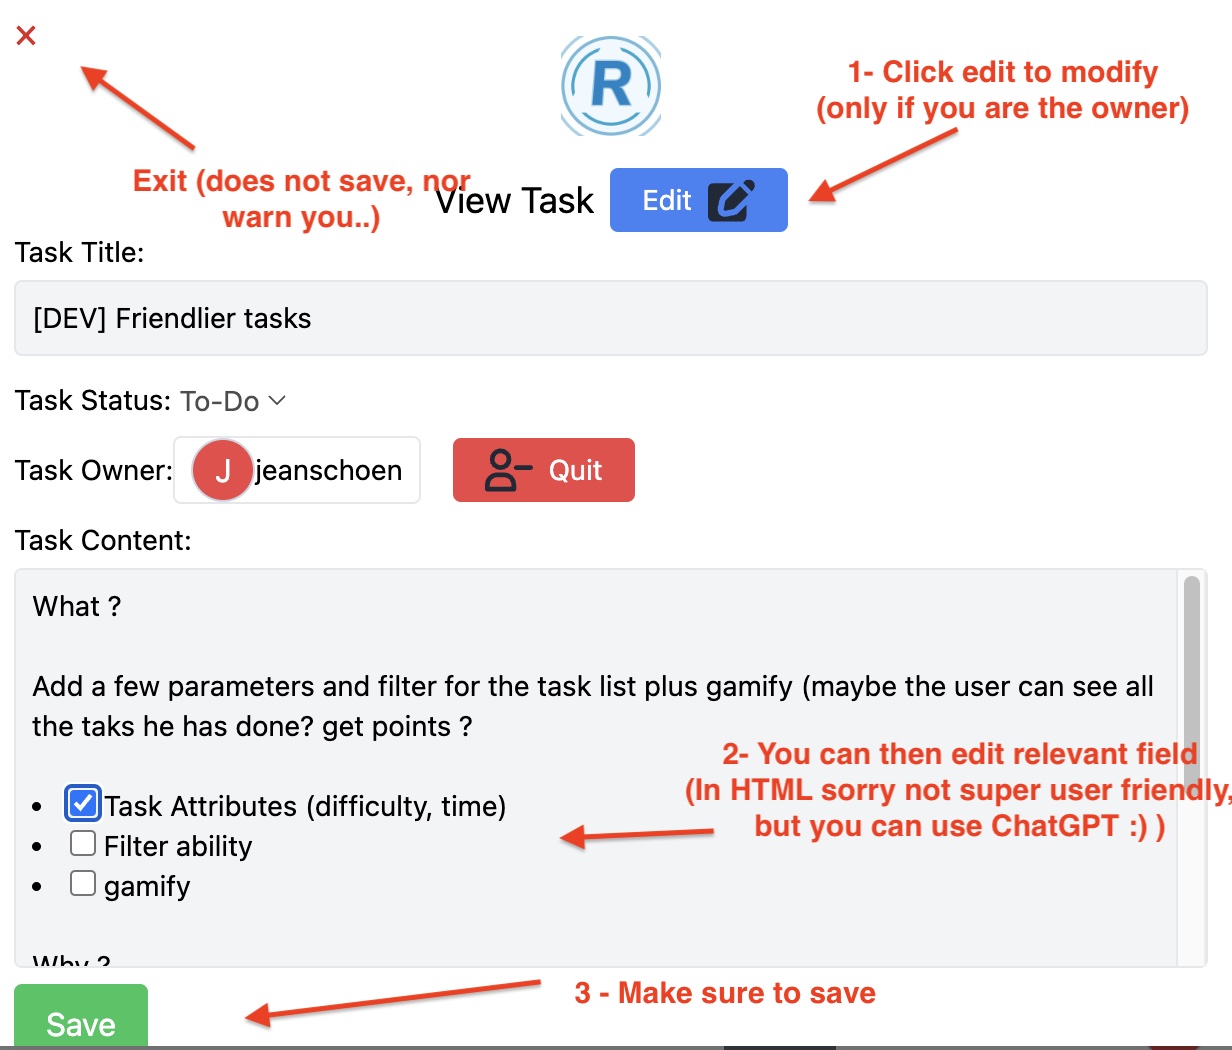 R
1- Click edit to modify
(only if you are the owner)
Exit (does not save, nor
warn you..)
View Task
Edit
Task Title:
[DEV] Friendlier tasks
Task Status: To-Do
Task Owner: J jeanschoen
Quit
Task Content:
What ?
Add a few parameters and filter for the task list plus gamify (maybe the user can see all
the taks he has done? get points ?
2- You can then edit relevant field
(In HTML sorry not super user friendly,
but you can use ChatGPT :) )
• Task Attributes (difficulty, time)
• Filter ability
• gamify
Why ?
3 - Make sure to save
Save